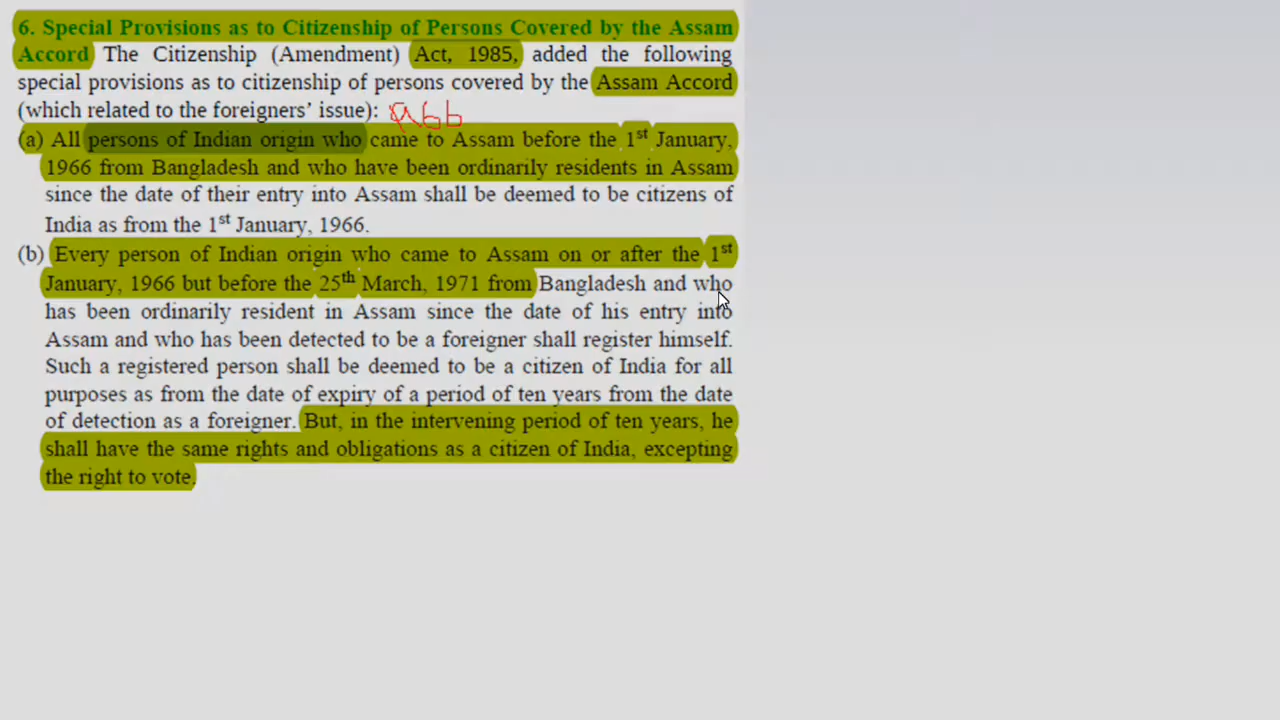 6. Special Provisions as to Citizenship of Persons Covered by the Assam
Accord The Citizenship (Amendment) Act, 1985, added the following
special provisions as to citizenship of persons covered by the Assam Accord
(which related to the foreigners' issue):
(a) All persons of Indian origin who came to Assam before the 1st January,
1966 from Bangladesh and who have been ordinarily residents in Assam
since the date of their entry into Assam shall be deemed to be citizens of
India as from the 1st January, 1966.
(b) Every person of Indian origin who came to Assam on or after the 1st
January, 1966 but before the 25th March, 1971 from Bangladesh and who
has been ordinarily resident in Assam since the date of his entry into
Assam and who has been detected to be a foreigner shall register himself.
Such a registered person shall be deemed to be a citizen of India for all
purposes as from the date of expiry of a period of ten years from the date
of detection as a foreigner. But, in the intervening period of ten years, he
shall have the same rights and obligations as a citizen of India, excepting
the right to vote.